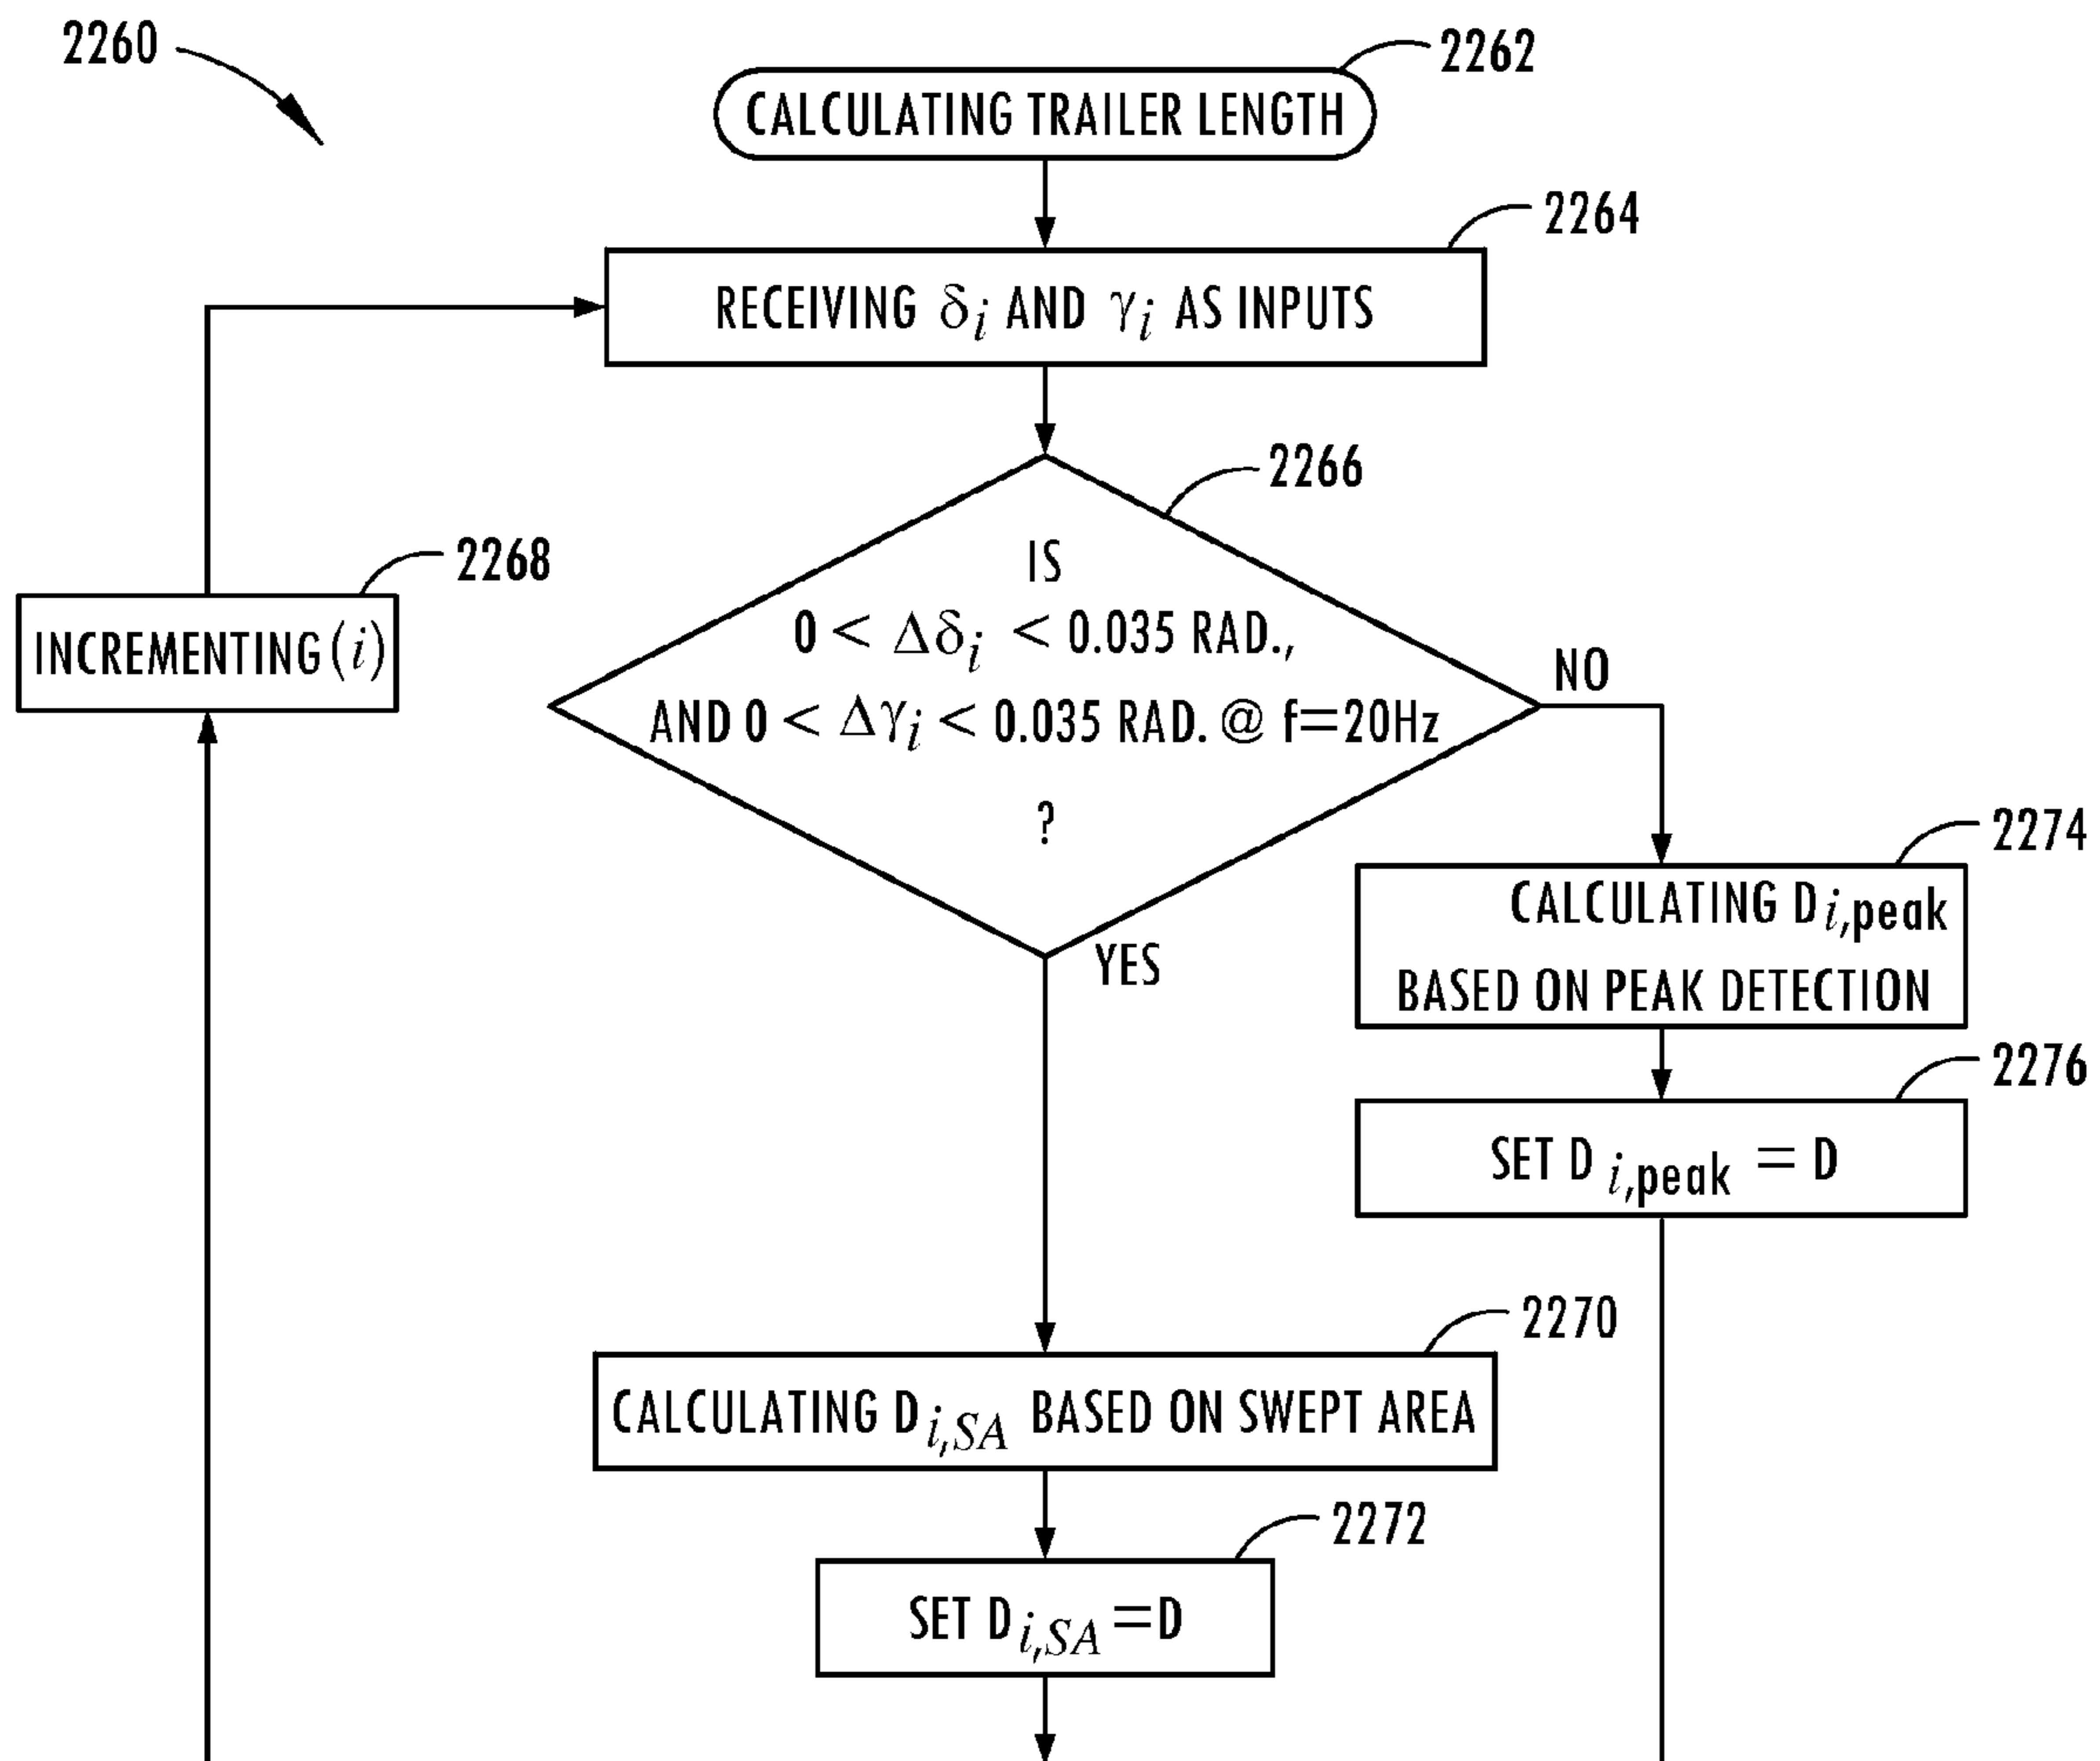 2260
2262
CALCULATING TRAILER LENGTH
2264
RECEIVING δi AND γi AS INPUTS
2266
IS
0 < Δδi < 0.035 RAD.,
AND 0 < Δγi < 0.035 RAD. @ f=20Hz
?
NO
YES
2268
INCREMENTING (i)
2274
CALCULATING Di,peak
BASED ON PEAK DETECTION
2276
SET Di,peak = D
2270
CALCULATING Di,SA BASED ON SWEPT AREA
2272
SET Di,SA = D